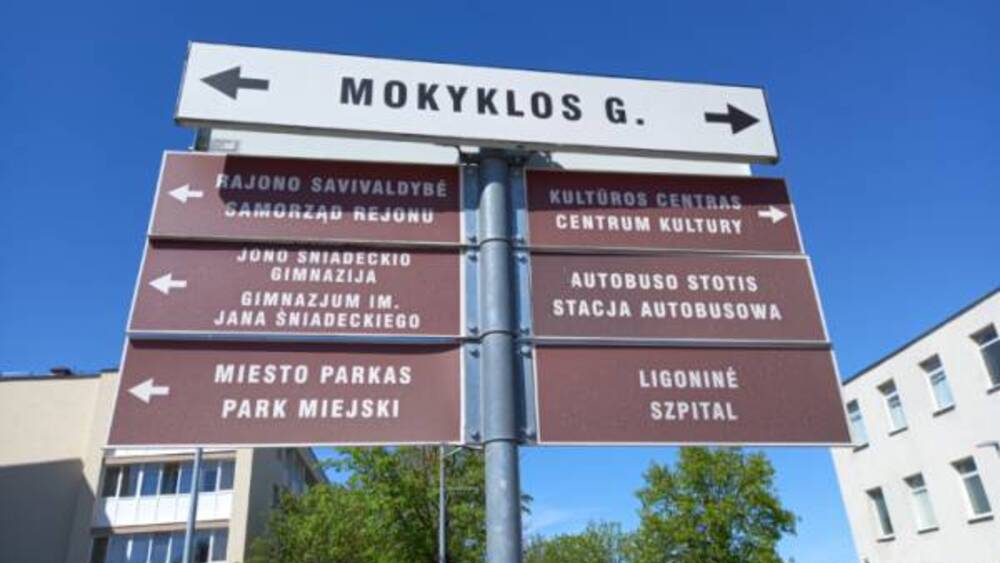 MOKYKLOS G.
RAJONO SAVIVALDYBĖ
SAMORZĄD REJONU
JONO SNIADECKIO
GIMNAZIJA
GIMNAZJUM IM.
JANA ŚNIADECKIEGO
MIESTO PARKAS
PARK MIEJSKI
KULTŪROS CENTRAS
CENTRUM KULTURY
AUTOBUSO STOTIS
STACJA AUTOBUSOWA
LIGONINĖ
SZPITAL